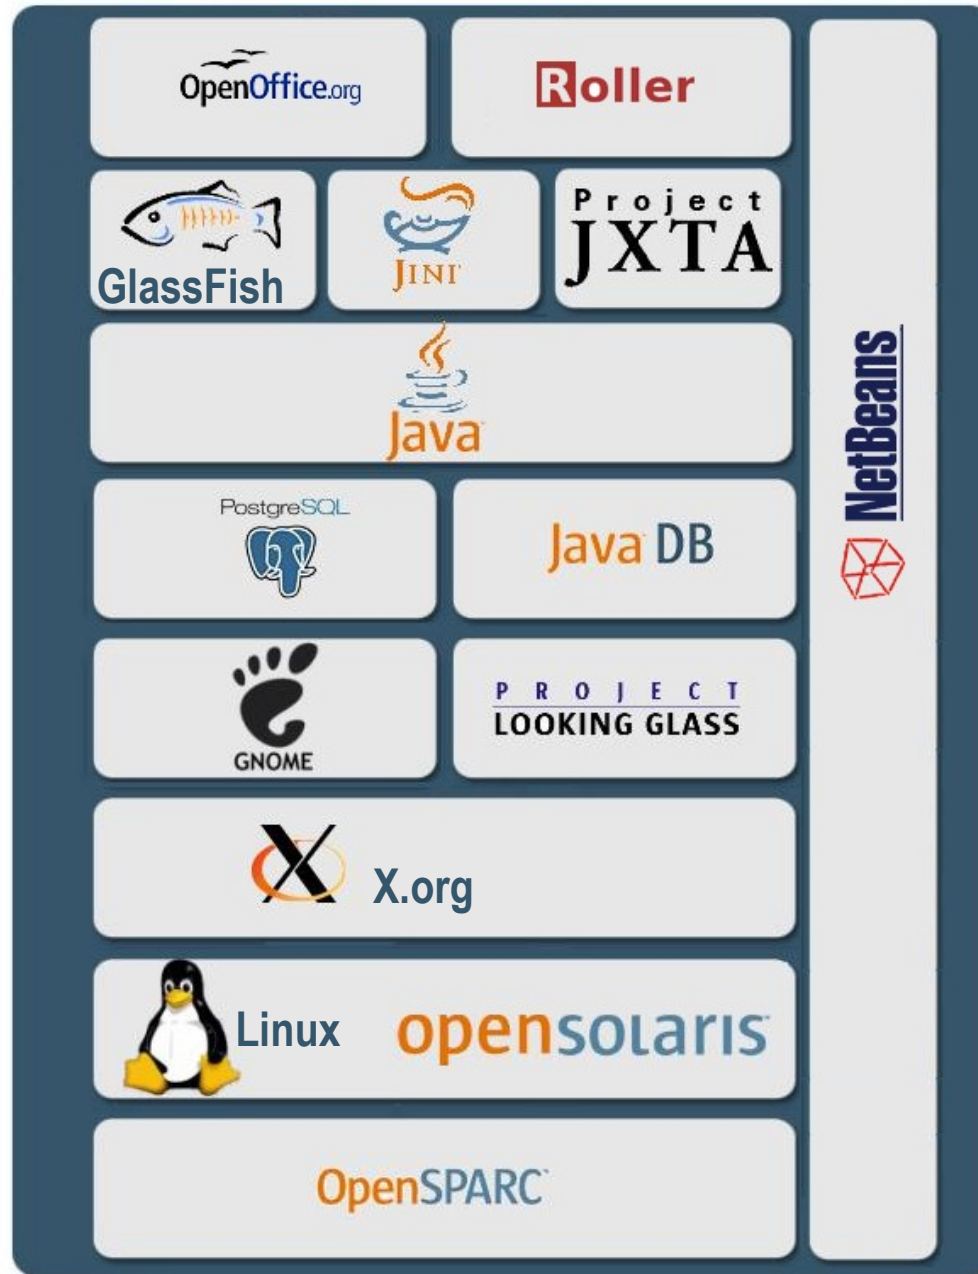 OpenOffice.org
Roller
GlassFish
JINI
Project
JXTA
Java
PostgreSQL
Java DB
GNOME
PROJECT
LOOKING GLASS
X.org
Linux
opensolaris
OpenSPARC
NetBeans